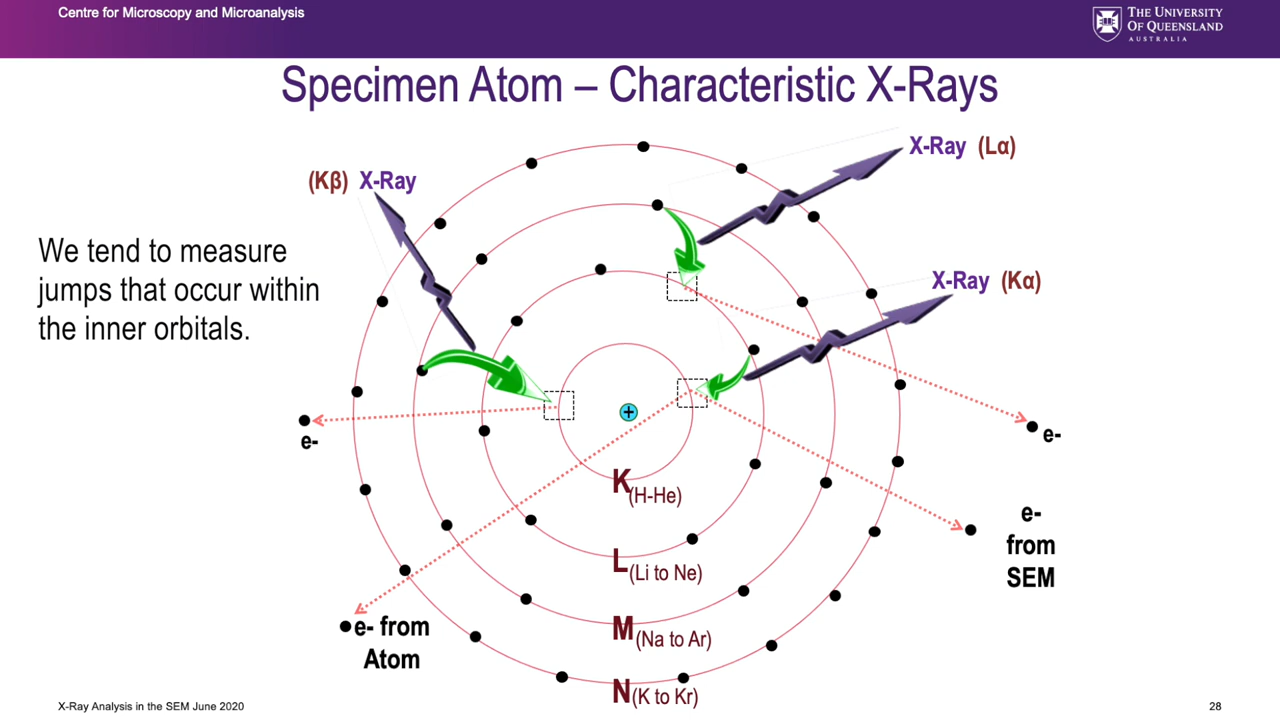 Centre for Microscopy and Microanalysis
THE UNIVERSITY
OF QUEENSLAND
AUSTRALIA
Specimen Atom – Characteristic X-Rays
X-Ray (Lα)
(Kβ) X-Ray
We tend to measure
jumps that occur within
the inner orbitals.
X-Ray (Kα)
+
e-
e-
K(H-He)
e-
from
SEM
L(Li to Ne)
e- from
Atom
M(Na to Ar)
N(K to Kr)
X-Ray Analysis in the SEM June 2020
28